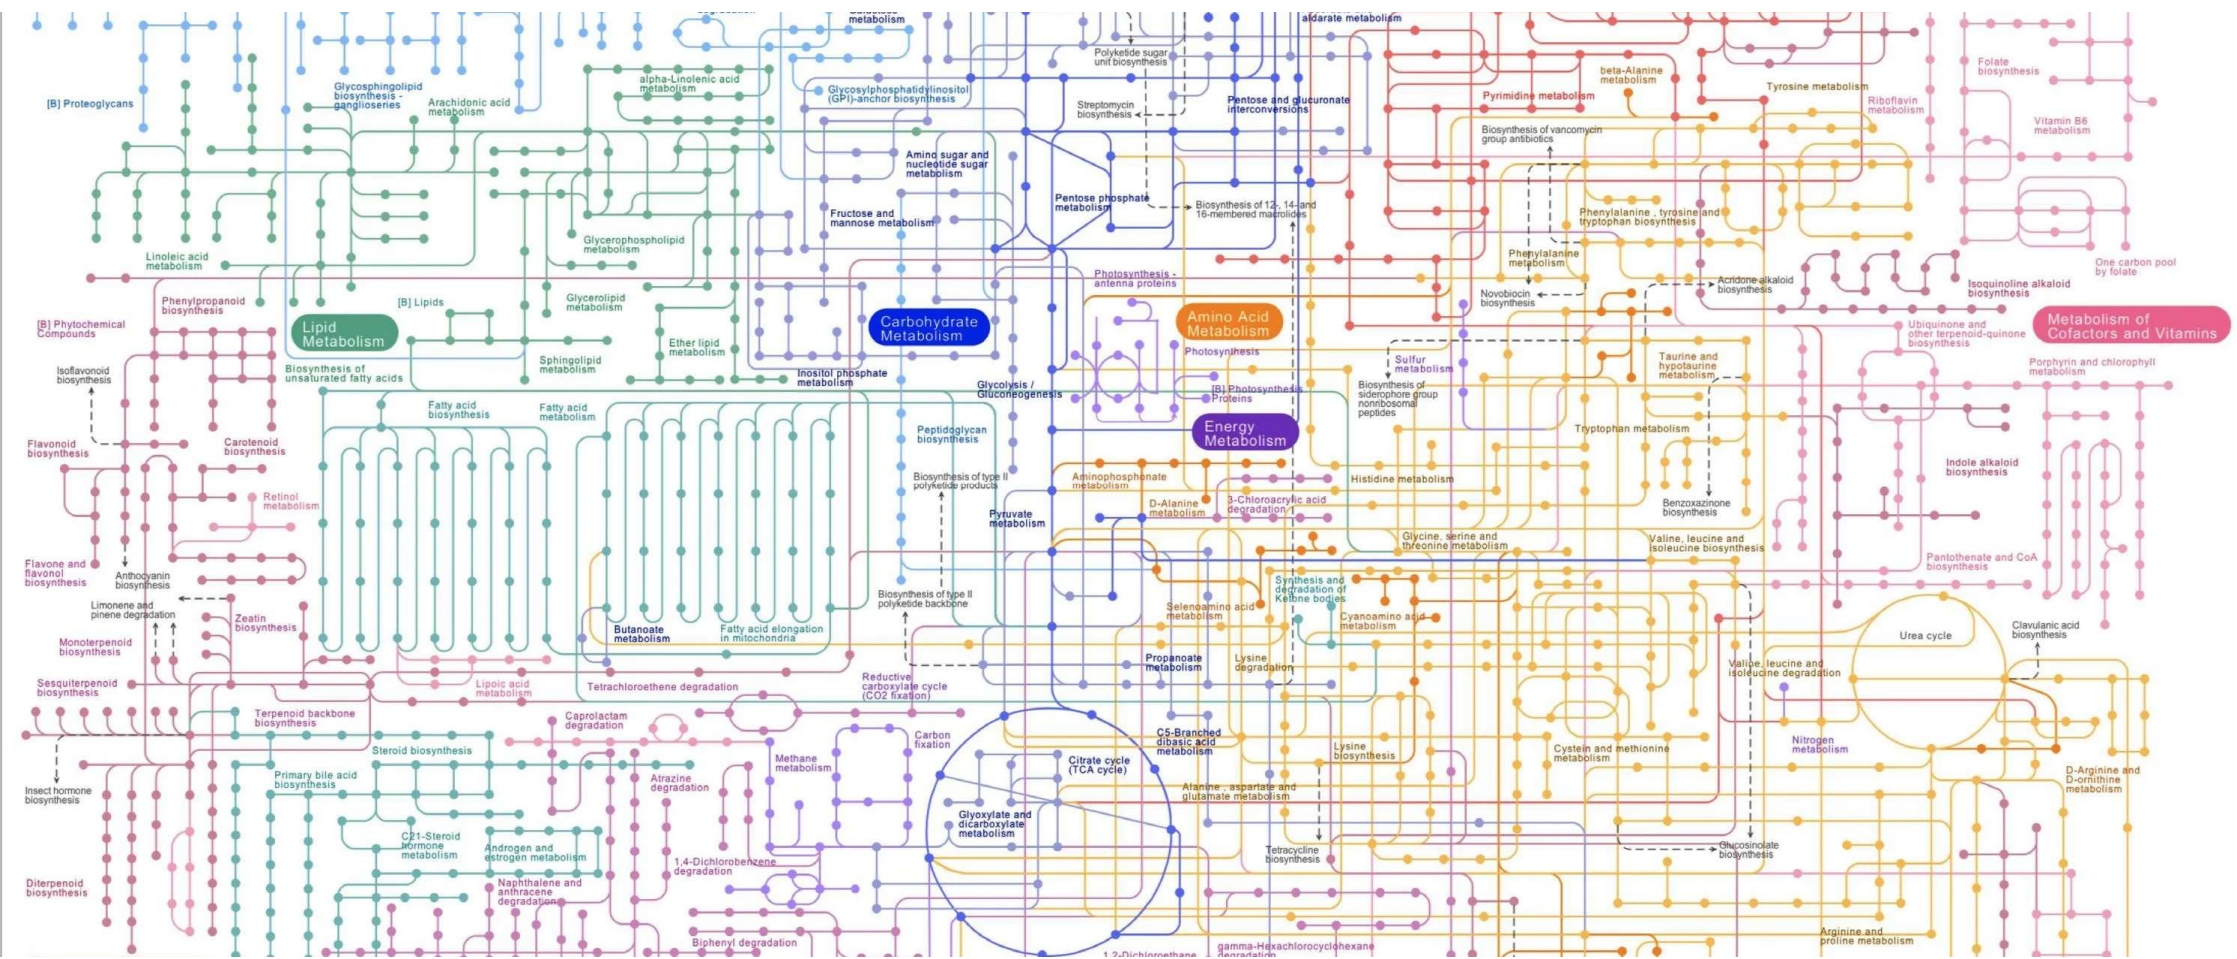 metabolism
aldarate metabolism
Polyketide sugar
unit biosynthesis
beta-Alanine
metabolism
Folate
biosynthesis
Tyrosine metabolism
alpha-Linolenic acid
metabolism
Glycosphingolipid
biosynthesis -
ganglioseries
Glycosylphosphatidylinositol
(GPI)-anchor biosynthesis
[B] Proteoglycans
Arachidonic acid
metabolism
Streptomycin
biosynthesis
Pentose and glucuronate
interconversions
Pyrimidine metabolism
Riboflavin
metabolism
Vitamin B6
metabolism
Biosynthesis of vancomycin
group antibiotics
Amino sugar and
nucleotide sugar
metabolism
Pentose phosphate
metabolism
Biosynthesis of 12-, 14- and
16-membered macrolides
Fructose and
mannose metabolism
Phenylalanine , tyrosine and
tryptophan biosynthesis
Glycerophospholipid
metabolism
Linoleic acid
metabolism
Phenylalanine
metabolism
One carbon pool
by folate
Photosynthesis -
antenna proteins
Acridone alkaloid
biosynthesis
Isoquinoline alkaloid
biosynthesis
Novobiocin
biosynthesis
Phenylpropanoid
biosynthesis
[B] Lipids
Glycerolipid
metabolism
[B] Phytochemical
Compounds
Lipid
Metabolism
Carbohydrate
Metabolism
Amino Acid
Metabolism
Metabolism of
Cofactors and Vitamins
Ubiquinone and
other terpenoid-quinone
biosynthesis
Ether lipid
metabolism
Photosynthesis
Sulfur
metabolism
Taurine and
hypotaurine
metabolism
Porphyrin and chlorophyll
metabolism
Sphingolipid
metabolism
Isoflavonoid
biosynthesis
Biosynthesis of
unsaturated fatty acids
Inositol phosphate
metabolism
Glycolysis /
Gluconeogenesis
[B] Photosynthesis
Proteins
Biosynthesis of
siderophore group
nonribosomal
peptides
Fatty acid
biosynthesis
Fatty acid
metabolism
Energy
Metabolism
Peptidoglycan
biosynthesis
Tryptophan metabolism
Flavonoid
biosynthesis
Carotenoid
biosynthesis
Indole alkaloid
biosynthesis
Biosynthesis of type II
polyketide products
Aminophosphonate
metabolism
Histidine metabolism
Retinol
metabolism
D-Alanine
metabolism
3-Chloroacrylic acid
degradation
Benzoxazinone
biosynthesis
Pyruvate
metabolism
Glycine, serine and
threonine metabolism
Valine, leucine and
isoleucine biosynthesis
Pantothenate and CoA
biosynthesis
Flavone and
flavonol
biosynthesis
Anthocyanin
biosynthesis
Synthesis and
degradation of
Ketone bodies
Biosynthesis of type II
polyketide backbone
Limonene and
pinene degradation
Selenoamino acid
metabolism
Cyanoamino acid
metabolism
Zeatin
biosynthesis
Butanoate
metabolism
Fatty acid elongation
in mitochondria
Urea cycle
Clavulanic acid
biosynthesis
Monoterpenoid
biosynthesis
Propanoate
metabolism
Lysine
degradation
Valine, leucine and
isoleucine degradation
Sesquiterpenoid
biosynthesis
Lipoic acid
metabolism
Tetrachloroethene degradation
Reductive
carboxylate cycle
(CO2 fixation)
Terpenoid backbone
biosynthesis
Caprolactam
degradation
Carbon
fixation
C5-Branched
dibasic acid
metabolism
Nitrogen
metabolism
Steroid biosynthesis
Lysine
biosynthesis
Cystein and methionine
metabolism
Methane
metabolism
Citrate cycle
(TCA cycle)
D-Arginine and
D-ornithine
metabolism
Primary bile acid
biosynthesis
Atrazine
degradation
Alanine , aspartate and
glutamate metabolism
Insect hormone
biosynthesis
Glyoxylate and
dicarboxylate
metabolism
C21-Steroid
hormone
metabolism
Androgen and
estrogen metabolism
Tetracycline
biosynthesis
Glucosinolate
biosynthesis
1,4-Dichlorobenzene
degradation
Diterpenoid
biosynthesis
Naphthalene and
anthracene
degradation
Arginine and
proline metabolism
Biphenyl degradation
gamma-Hexachlorocyclohexane
degradation
1,2-Dichloroethane